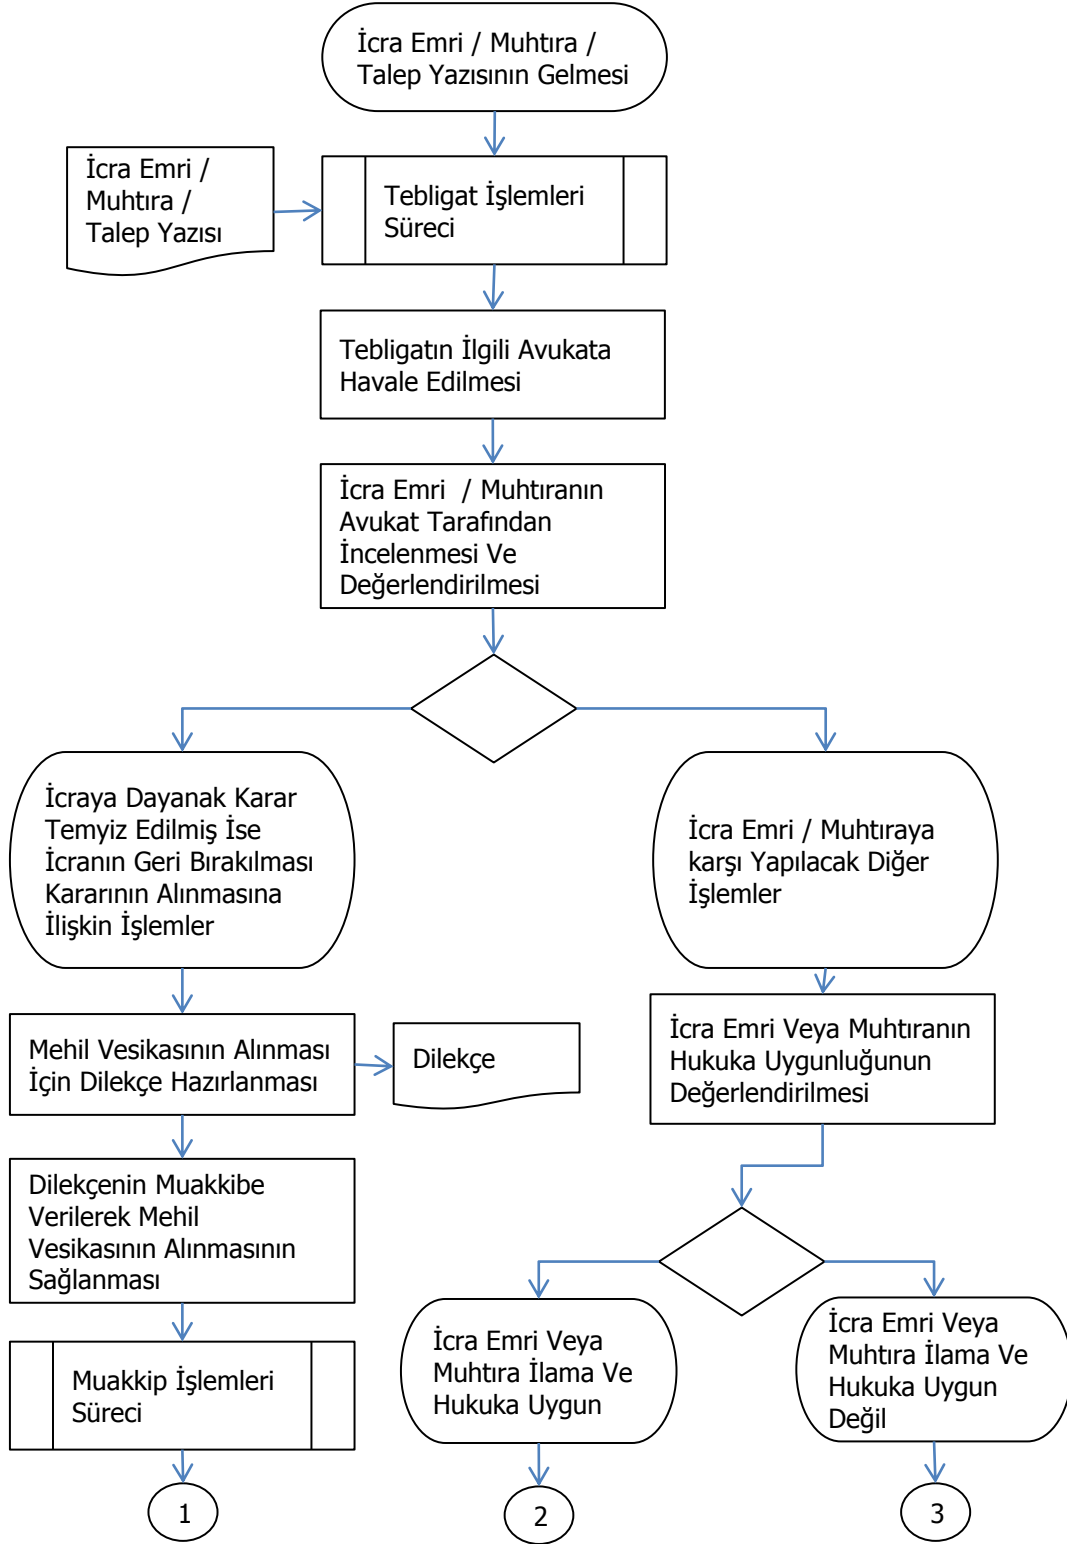 İcra Emri / Muhtıra /
Talep Yazısının Gelmesi
İcra Emri /
Muhtıra /
Talep Yazısı
Tebligat İşlemleri
Süreci
Tebligatın İlgili Avukata
Havale Edilmesi
İcra Emri  / Muhtıranın
Avukat Tarafından
İncelenmesi Ve
Değerlendirilmesi
İcraya Dayanak Karar
Temyiz Edilmiş İse
İcranın Geri Bırakılması
Kararının Alınmasına
İlişkin İşlemler
İcra Emri / Muhtıraya
karşı Yapılacak Diğer
İşlemler
Mehil Vesikasının Alınması
İçin Dilekçe Hazırlanması
Dilekçe
İcra Emri Veya Muhtıranın
Hukuka Uygunluğunun
Değerlendirilmesi
Dilekçenin Muakkibe
Verilerek Mehil
Vesikasının Alınmasının
Sağlanması
Muakkip İşlemleri
Süreci
İcra Emri Veya
Muhtıra İlama Ve
Hukuka Uygun
İcra Emri Veya
Muhtıra İlama Ve
Hukuka Uygun
Değil
1
2
3